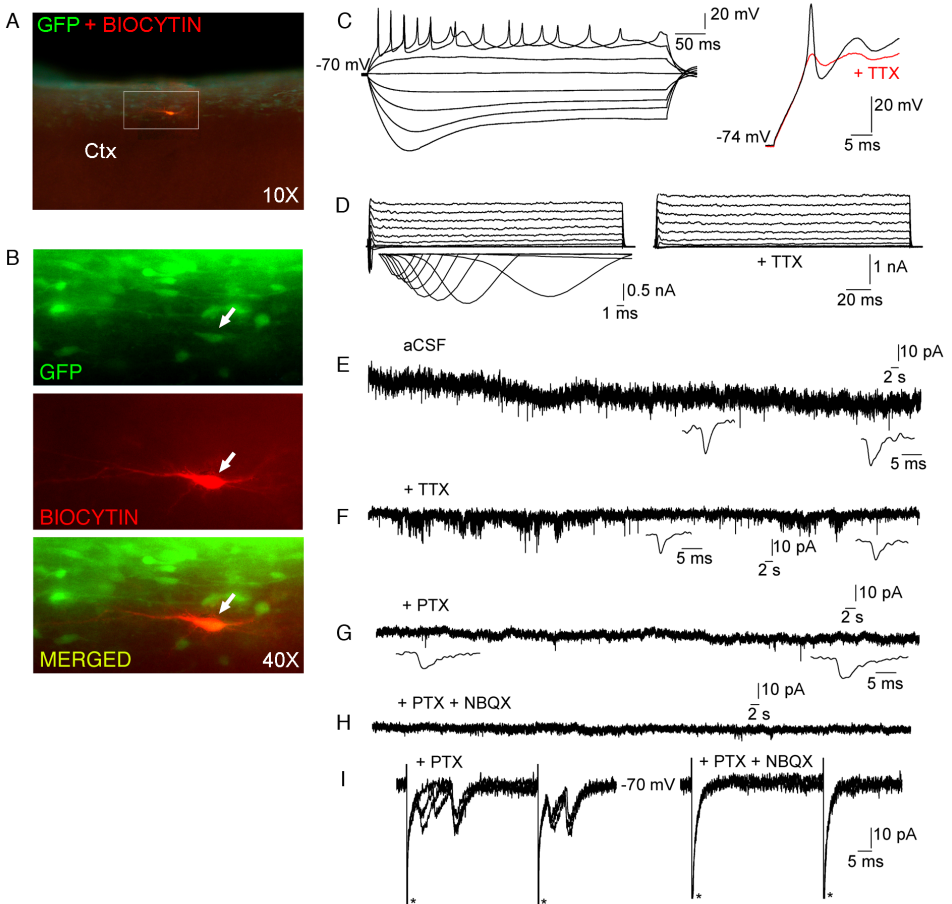 A
GFP + BIOCYTIN
Ctx
10X
B
GFP
BIOCYTIN
MERGED
40X
C
20 mV
50 ms
-70 mV
+ TTX
20 mV
5 ms
-74 mV
D
0.5 nA
1 ms
+ TTX
1 nA
20 ms
E
aCSF
10 pA
2 s
5 ms
F
+ TTX
5 ms
10 pA
2 s
G
+ PTX
10 pA
2 s
5 ms
H
+ PTX + NBQX
10 pA
2 s
I
+ PTX
-70 mV
+ PTX + NBQX
10 pA
5 ms
* * * *